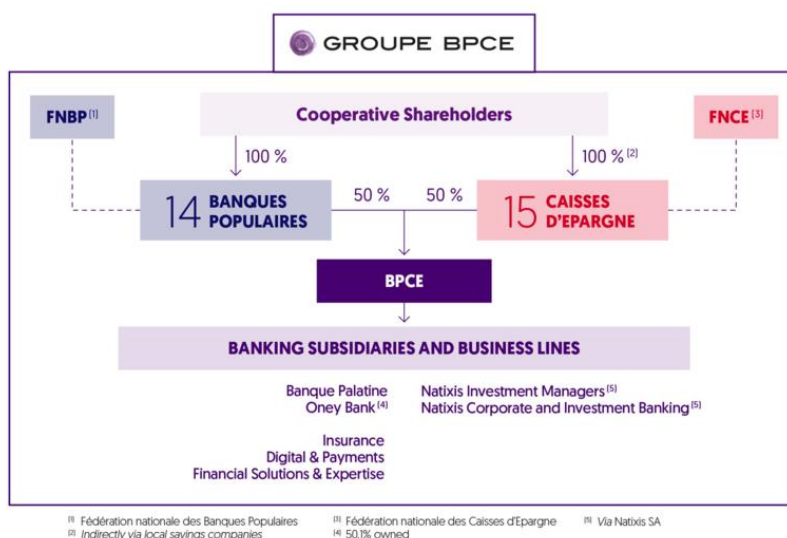 GROUPE BPCE
FNBP [1]
Cooperative Shareholders
FNCE [3]
100 %
100 % [2]
14 BANQUES POPULAIRES
50 %
50 %
15 CAISSES D'EPARGNE
BPCE
BANKING SUBSIDIARIES AND BUSINESS LINES
Banque Palatine
Oney Bank [4]
Natixis Investment Managers [5]
Natixis Corporate and Investment Banking [5]
Insurance
Digital & Payments
Financial Solutions & Expertise
[1] Fédération nationale des Banques Populaires
[2] Indirectly via local savings companies
[3] Fédération nationale des Caisses d'Epargne
[4] 50.1% owned
[5] Via Natixis SA